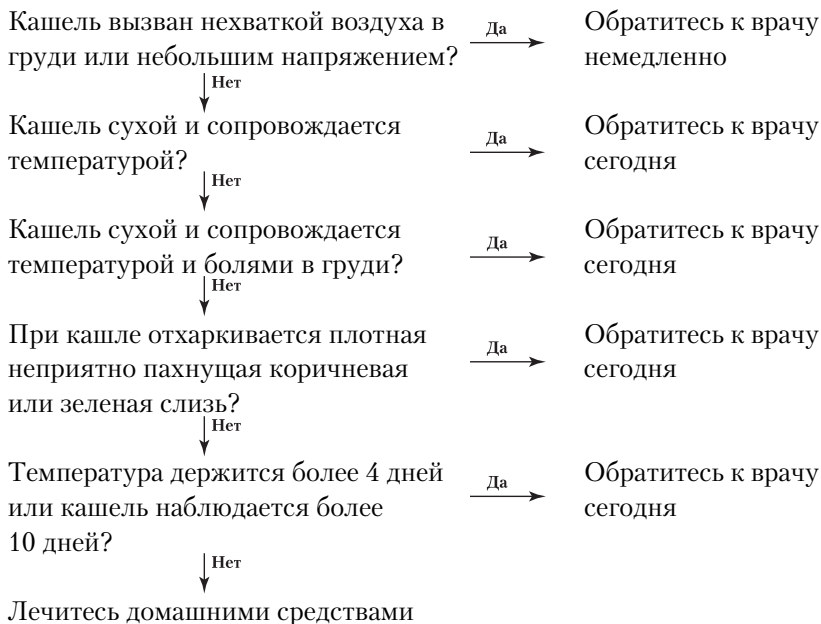 Кашель вызван нехваткой воздуха в
груди или небольшим напряжением?
Да
Обратитесь к врачу
немедленно
Нет
Кашель сухой и сопровождается
температурой?
Да
Обратитесь к врачу
сегодня
Нет
Кашель сухой и сопровождается
температурой и болями в груди?
Да
Обратитесь к врачу
сегодня
Нет
При кашле отхаркивается плотная
неприятно пахнущая коричневая
или зеленая слизь?
Да
Обратитесь к врачу
сегодня
Нет
Температура держится более 4 дней
или кашель наблюдается более
10 дней?
Да
Обратитесь к врачу
сегодня
Нет
Лечитесь домашними средствами